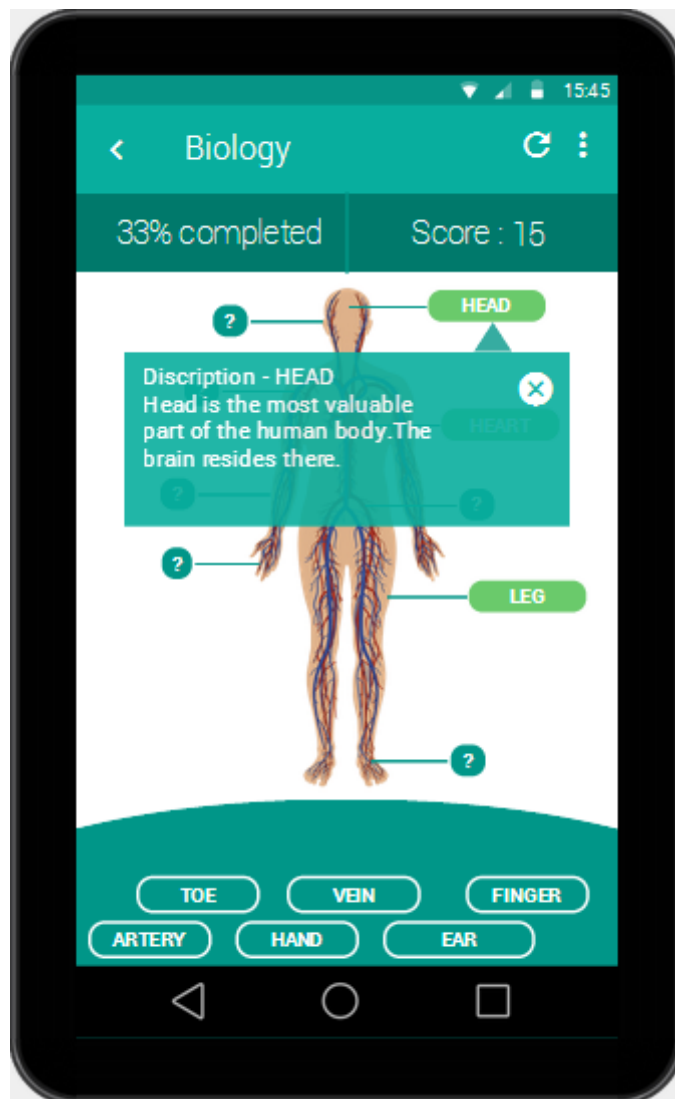 15:45
Biology
33% completed
Score : 15
HEAD
?
Discription - HEAD
Head is the most valuable
part of the human body.The
brain resides there.
HEART
?
?
?
LEG
?
TOE
VEIN
FINGER
ARTERY
HAND
EAR